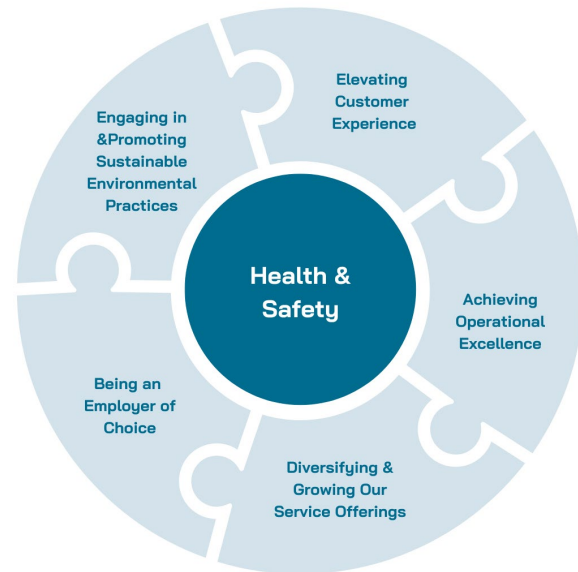 Elevating
Customer
Experience
Engaging in
&Promoting
Sustainable
Environmental
Practices
Health &
Safety
Achieving
Operational
Excellence
Being an
Employer of
Choice
Diversifying &
Growing Our
Service Offerings